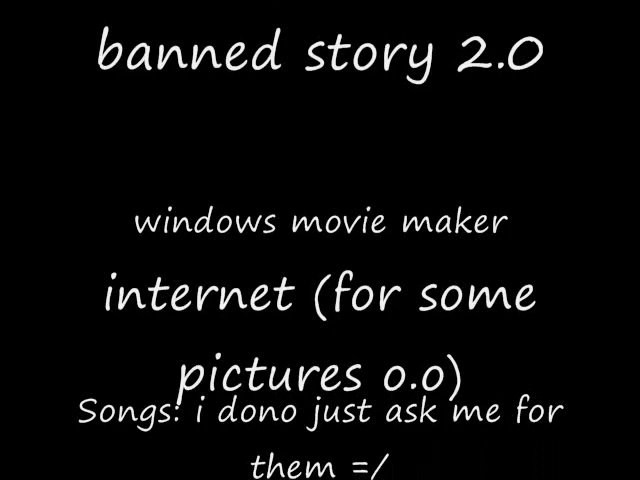 banned story 2.0
windows movie maker
internet (for some
pictures o.o)
Songs: i dono just ask me for
them =/